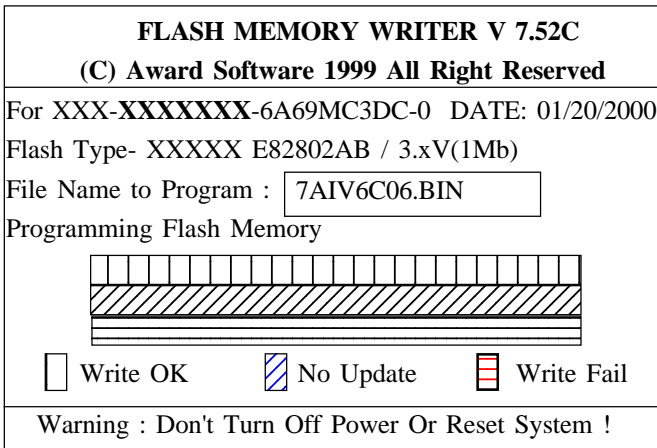 FLASH MEMORY WRITER V 7.52C
(C) Award Software 1999 All Right Reserved
For XXX-XXXXXXX-6A69MC3DC-0 DATE: 01/20/2000
Flash Type- XXXXX E82802AB / 3.xV(1Mb)
File Name to Program : 7AIV6C06.BIN
Programming Flash Memory
Write OK No Update Write Fail
Warning : Don't Turn Off Power Or Reset System !